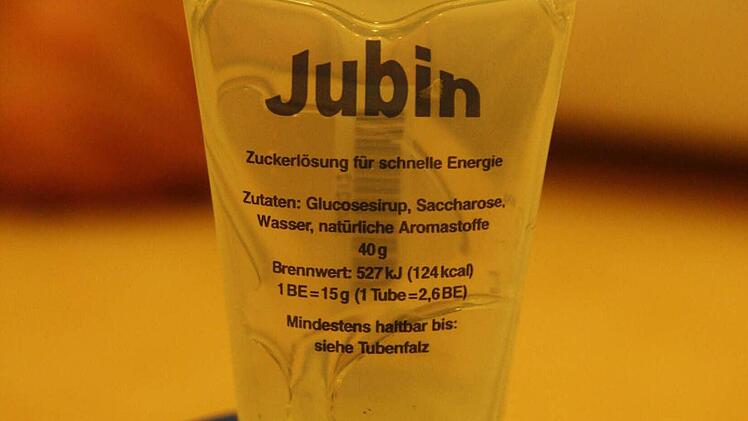 Jubin
Zuckerlösung für schnelle Energie
Zutaten: Glucosesirup, Saccharose,
Wasser, natürliche Aromastoffe
40 g
Brennwert: 527 kJ (124 kcal)
1 BE = 15 g (1 Tube = 2,6 BE)
Mindestens haltbar bis:
siehe Tubenfalz